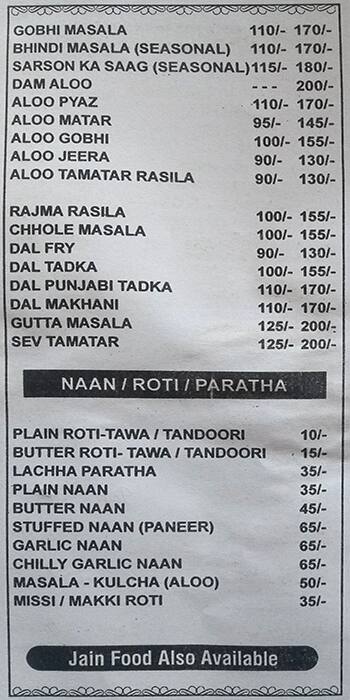 GOBHI MASALA 110/- 170/-
BHINDI MASALA (SEASONAL) 110/- 170/-
SARSON KA SAAG (SEASONAL) 115/- 180/-
DAM ALOO --- 200/-
ALOO PYAZ 110/- 170/-
ALOO MATAR 95/- 145/-
ALOO GOBHI 100/- 155/-
ALOO JEERA 90/- 130/-
ALOO TAMATAR RASILA 90/- 130/-
RAJMA RASILA 100/- 155/-
CHHOLE MASALA 100/- 155/-
DAL FRY 90/- 130/-
DAL TADKA 100/- 155/-
DAL PUNJABI TADKA 110/- 170/-
DAL MAKHANI 110/- 170/-
GUTTA MASALA 125/- 200/-
SEV TAMATAR 125/- 200/-
NAAN / ROTI / PARATHA
PLAIN ROTI-TAWA / TANDOORI 10/-
BUTTER ROTI- TAWA / TANDOORI 15/-
LACHHA PARATHA 35/-
PLAIN NAAN 35/-
BUTTER NAAN 45/-
STUFFED NAAN (PANEER) 65/-
GARLIC NAAN 65/-
CHILLY GARLIC NAAN 65/-
MASALA - KULCHA (ALOO) 50/-
MISSI / MAKKI ROTI 35/-
Jain Food Also Available